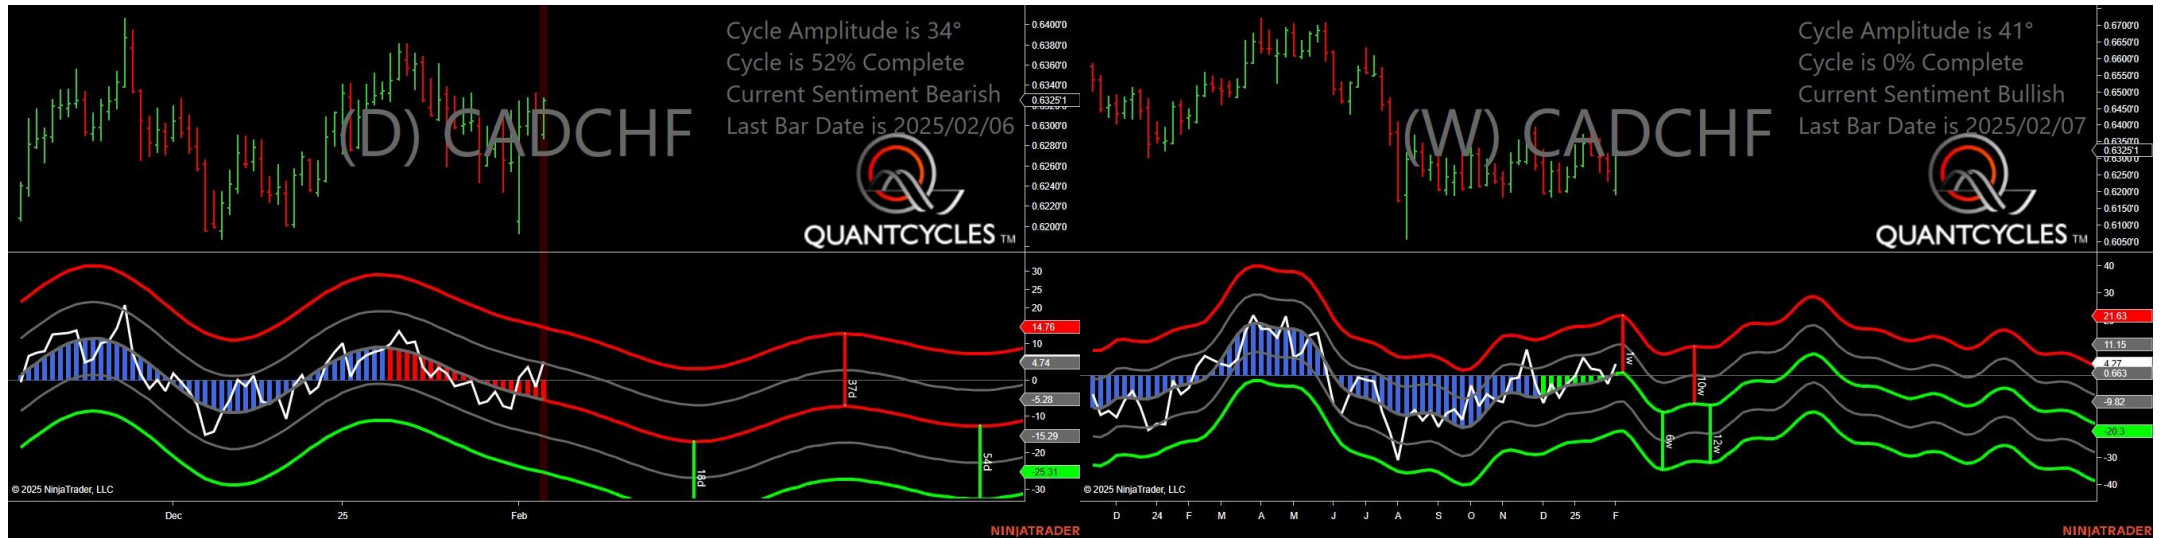 Cycle Amplitude is 34°
Cycle is 52% Complete
Current Sentiment Bearish
Last Bar Date is 2025/02/06
(D) CADCHF
QUANTCYCLES TM
0.6400'0
0.6380'0
0.6360'0
0.6340'0
0.6325'1
0.6300'0
0.6280'0
0.6260'0
0.6240'0
0.6220'0
0.6200'0
30
25
20
14.76
10
4.74
0
-5.28
-10
-15.29
-20
-25.31
-30
18d
37d
54d
© 2025 NinjaTrader, LLC
Dec
25
Feb
NINJATRADER
Cycle Amplitude is 41°
Cycle is 0% Complete
Current Sentiment Bullish
Last Bar Date is 2025/02/07
(W) CADCHF
QUANTCYCLES TM
0.6700'0
0.6650'0
0.6600'0
0.6550'0
0.6500'0
0.6450'0
0.6400'0
0.6350'0
0.6325'1
0.6300'0
0.6250'0
0.6200'0
0.6150'0
0.6100'0
0.6050'0
40
30
21.63
11.15
4.27
0.663
-9.82
-20.3
-30
-40
1w
10w
6w
12w
© 2025 NinjaTrader, LLC
D 24 F M A M J J A S O N D 25 F
NINJATRADER